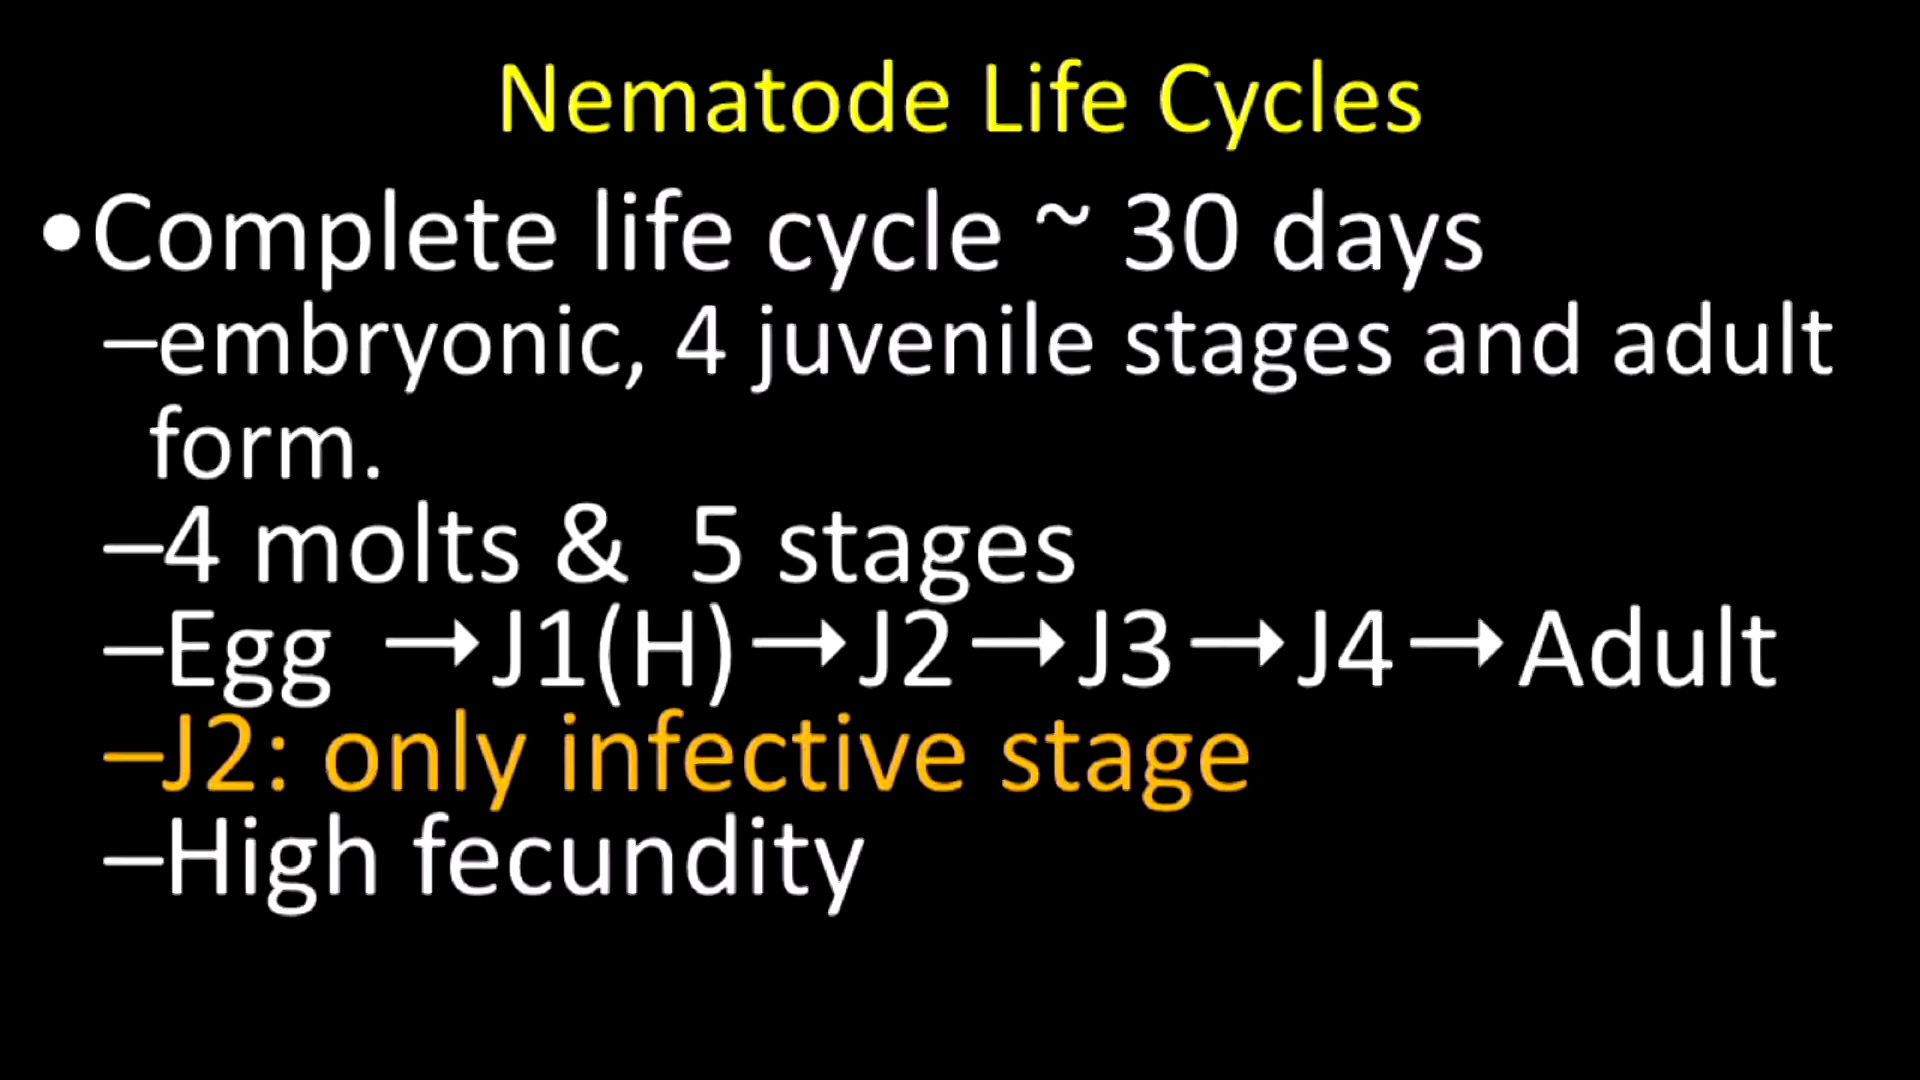 Nematode Life Cycles
•Complete life cycle ~ 30 days
–embryonic, 4 juvenile stages and adult
form.
–4 molts & 5 stages
–Egg →J1(H)→J2→J3→J4→Adult
–J2: only infective stage
–High fecundity